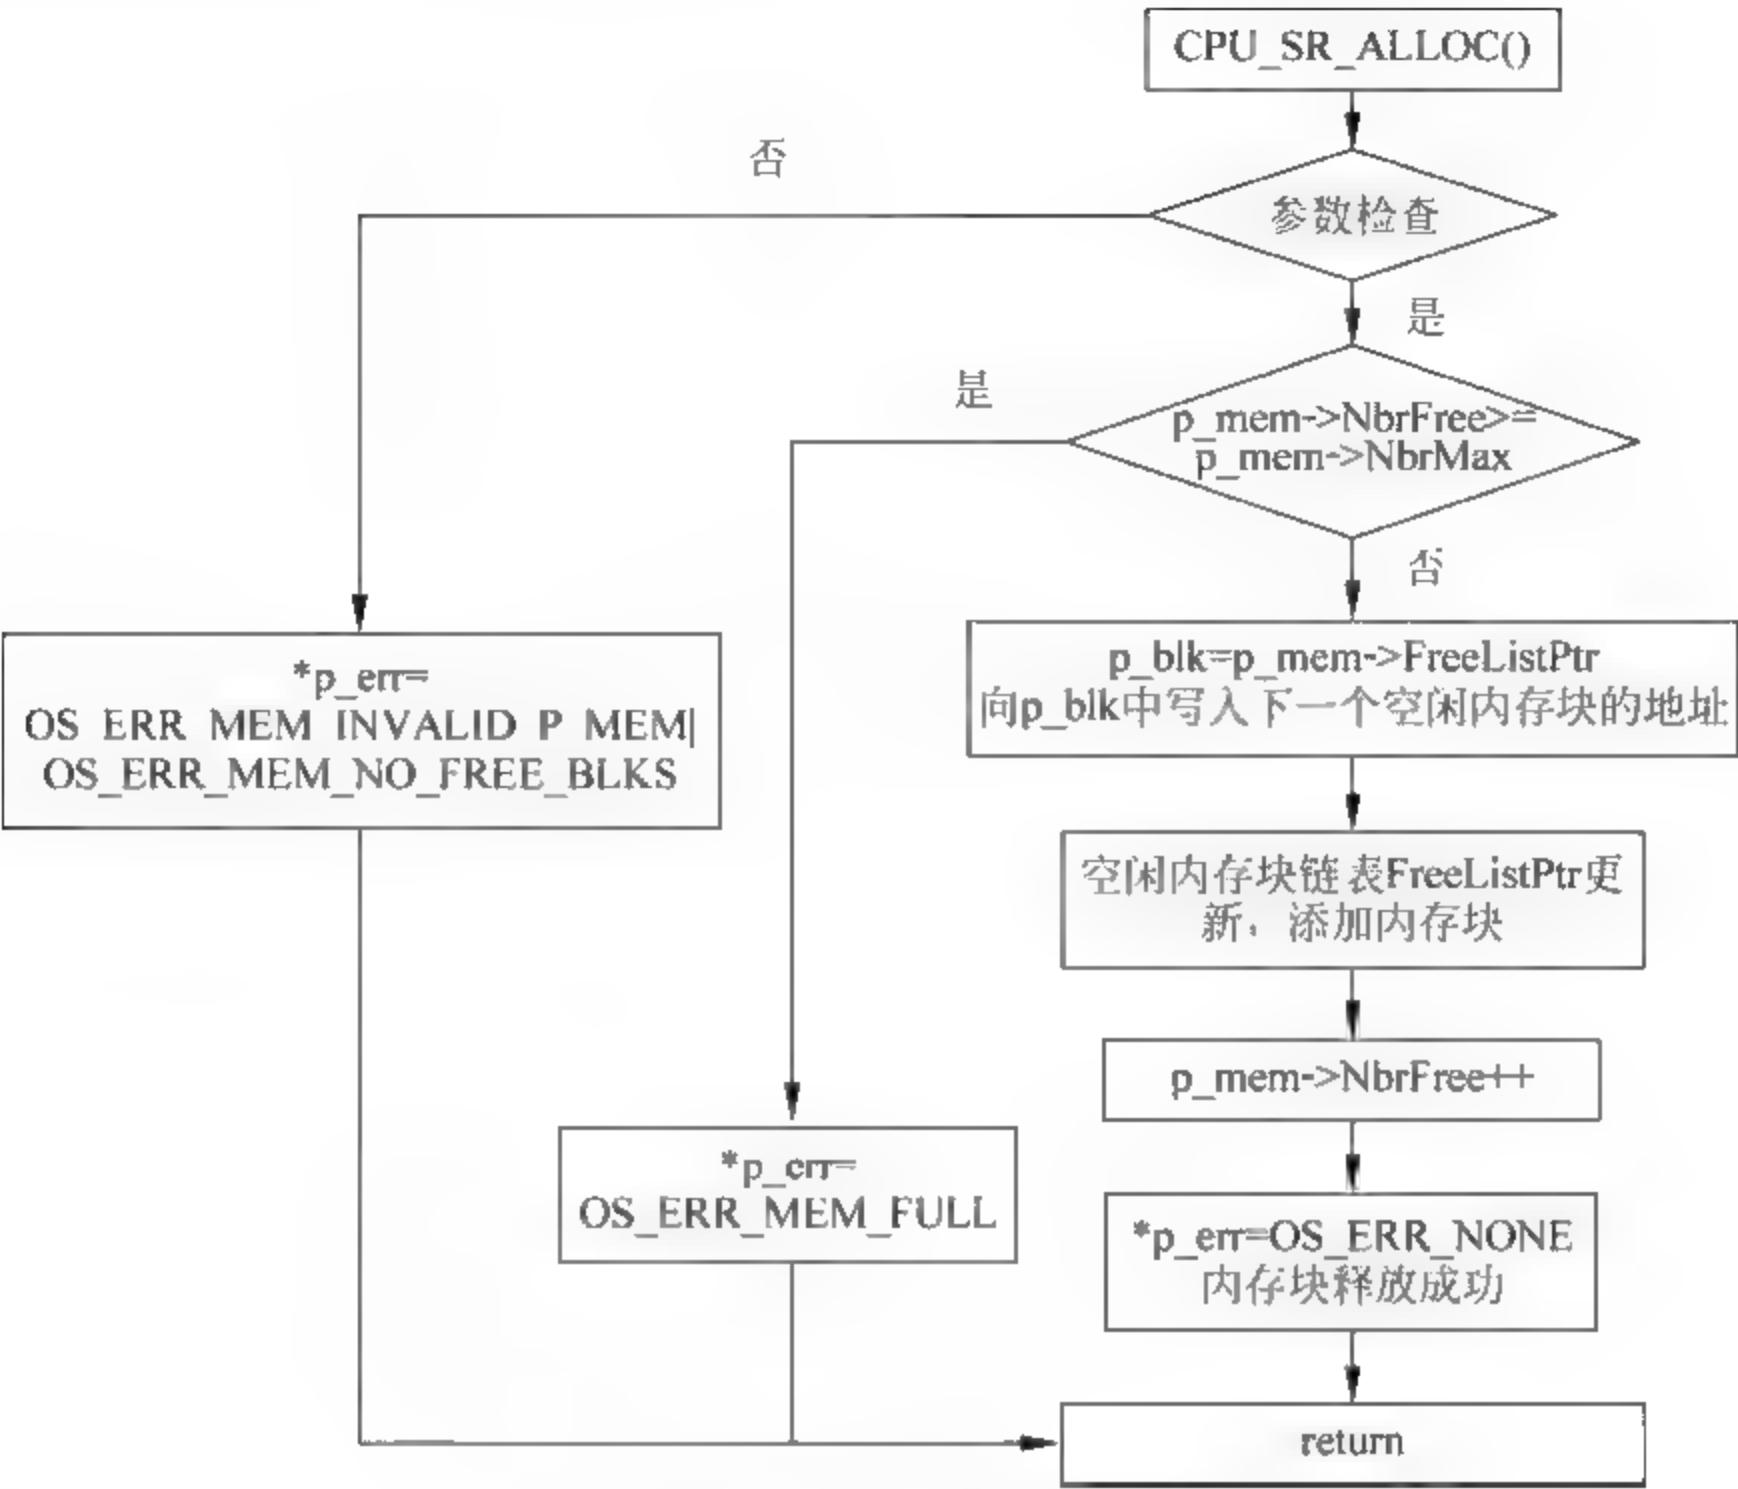 CPU_SR_ALLOC()
否
参数检查
是
是
p_mem->NbrFree>=
p_mem->NbrMax
否
*p_err=
OS_ERR_MEM_INVALID_P_MEM|
OS_ERR_MEM_NO_FREE_BLKS
p_blk=p_mem->FreeListPtr
向p_blk中写入下一个空闲内存块的地址
空闲内存块链表FreeListPtr更
新，添加内存块
p_mem->NbrFree++
*p_err=
OS_ERR_MEM_FULL
*p_err=OS_ERR_NONE
内存块释放成功
return